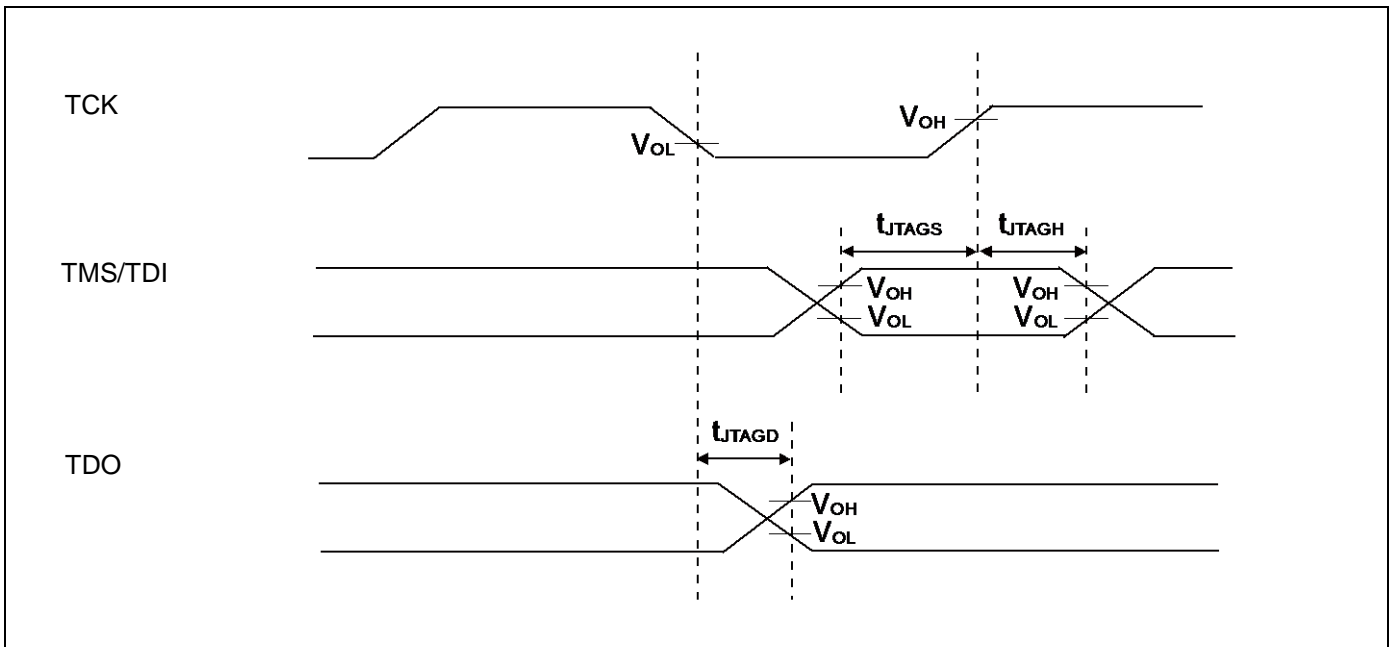 TCK
VOL
VOH
tJTAGS
tJTAGH
TMS/TDI
VOH
VOH
VOL
VOL
tJTAGD
TDO
VOH
VOL